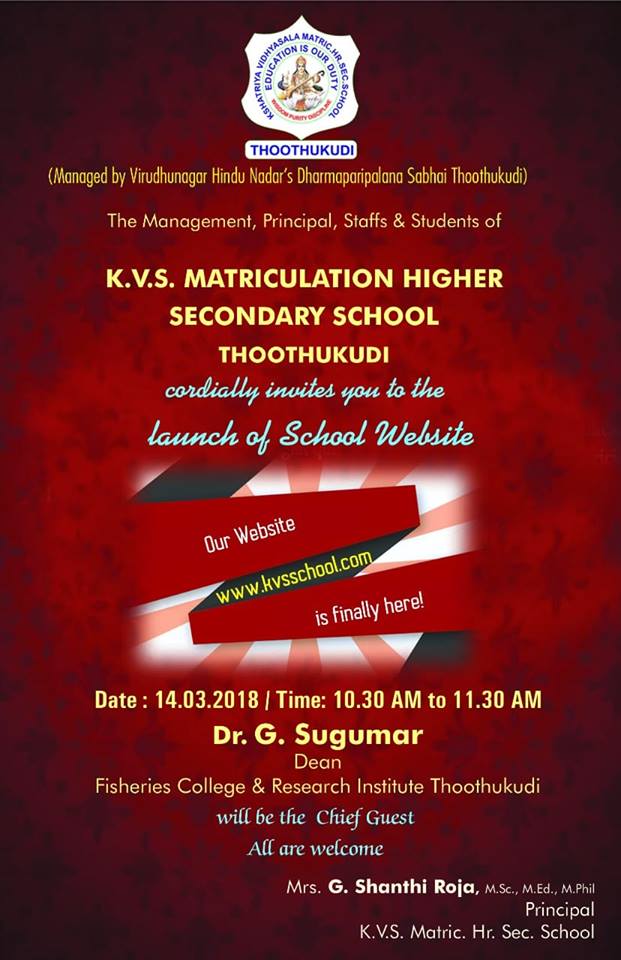 KSHATRIYA VIDHYASALA MATRIC.HR.SEC.SCHOOL
EDUCATION IS OUR DUTY
WISDOM PURITY DISCIPLINE
THOOTHUKUDI
(Managed by Virudhunagar Hindu Nadar's Dharmaparipalana Sabhai Thoothukudi)
The Management, Principal, Staffs & Students of
K.V.S. MATRICULATION HIGHER
SECONDARY SCHOOL
THOOTHUKUDI
cordially invites you to the
launch of School Website
Our Website
www.kvsschool.com
is finally here!
Date : 14.03.2018 / Time: 10.30 AM to 11.30 AM
Dr. G. Sugumar
Dean
Fisheries College & Research Institute Thoothukudi
will be the Chief Guest
All are welcome
Mrs. G. Shanthi Roja, M.Sc., M.Ed., M.Phil
Principal
K.V.S. Matric. Hr. Sec. School